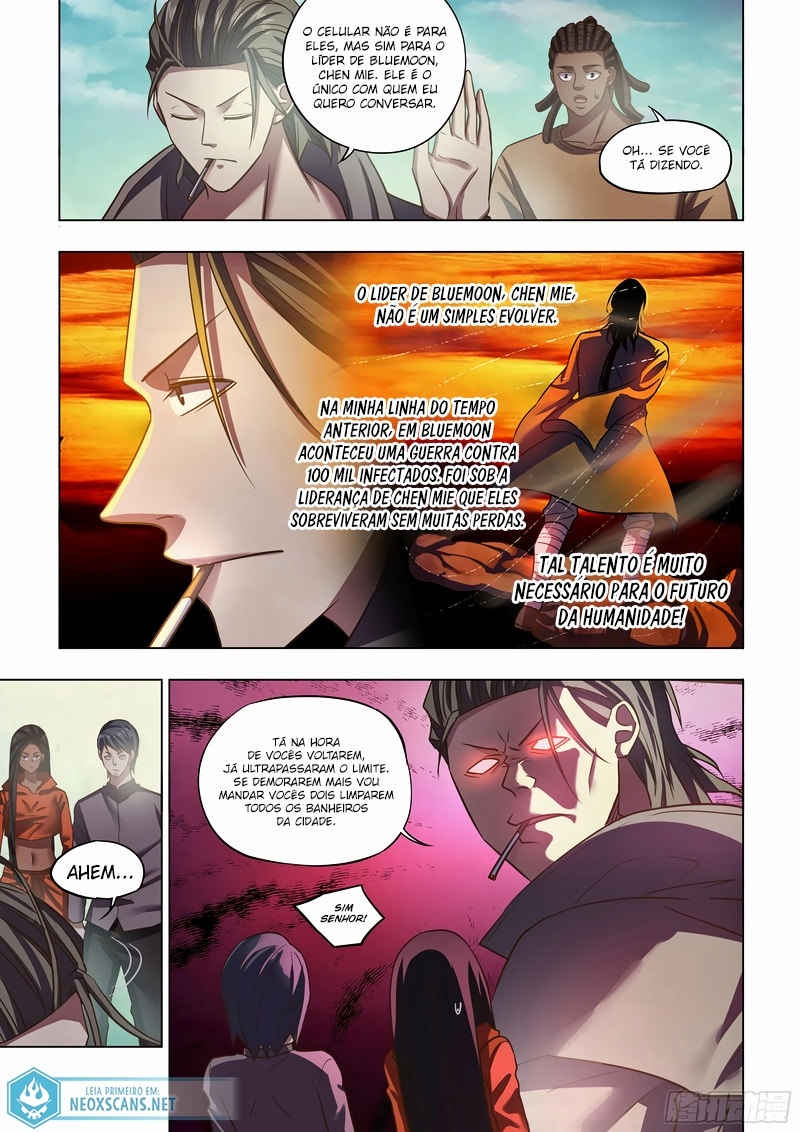 O CELULAR NÃO É PARA
ELES, MAS SIM PARA O
LÍDER DE BLUEMOON,
CHEN MIE. ELE É O
ÚNICO COM QUEM EU
QUERO CONVERSAR.
OH... SE VOCÊ
TÁ DIZENDO.
O LIDER DE BLUEMOON, CHEN MIE,
NÃO É UM SIMPLES EVOLVER.
NA MINHA LINHA DO TEMPO
ANTERIOR, EM BLUEMOON
ACONTECEU UMA GUERRA CONTRA
100 MIL INFECTADOS. FOI SOB A
LIDERANÇA DE CHEN MIE QUE ELES
SOBREVIVERAM SEM MUITAS PERDAS.
TAL TALENTO É MUITO
NECESSÁRIO PARA O FUTURO
DA HUMANIDADE!
AHEM...
TÁ NA HORA
DE VOCÊS VOLTAREM,
JÁ ULTRAPASSARAM O LIMITE.
SE DEMORAREM MAIS VOU
MANDAR VOCÊS DOIS LIMPAREM
TODOS OS BANHEIROS
DA CIDADE.
SIM
SENHOR!
LEIA PRIMEIRO EM:
NEOXSCANS.NET
腾讯动漫